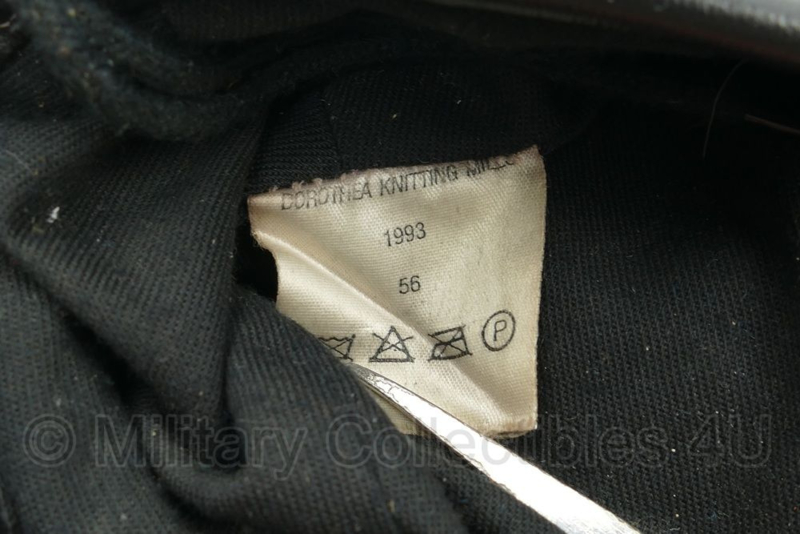 DOROTHEA KNITTING MILLS
1993
56
P
© Military Collectibles 4U